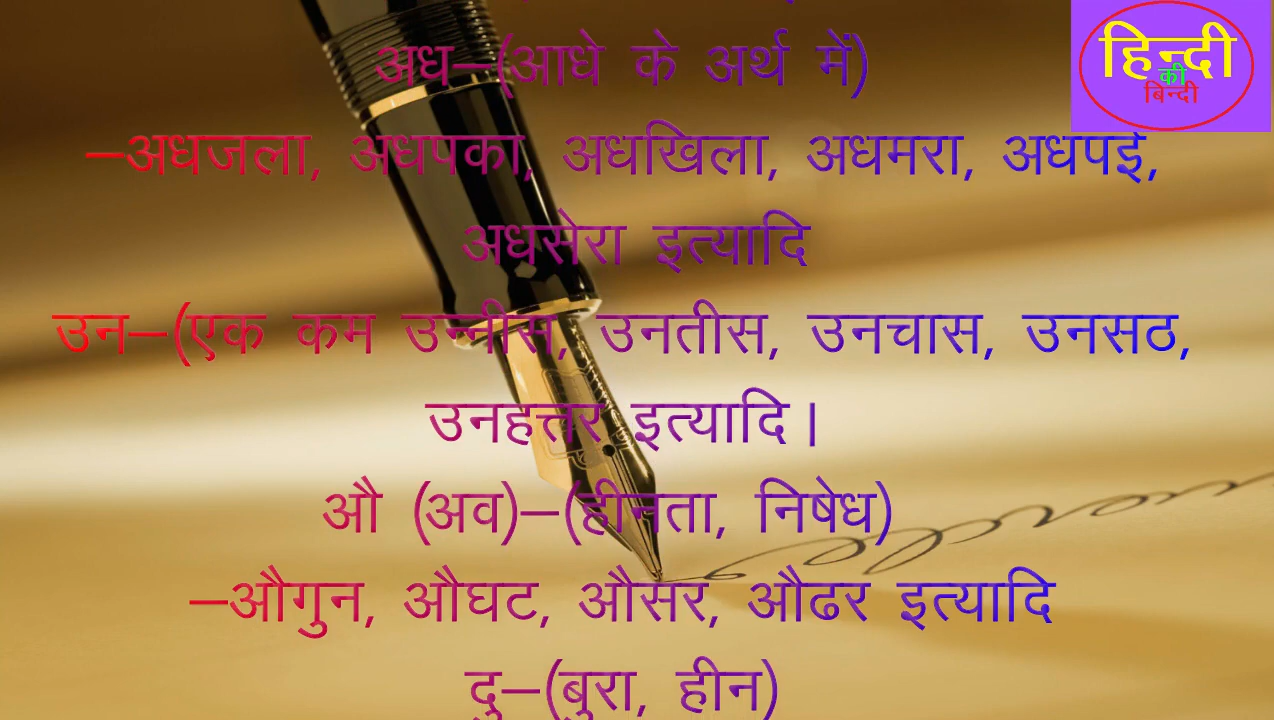 हिन्दी
की
बिन्दी
अध–(आधे के अर्थ में)
–अधजला, अधपका, अधखिला, अधमरा, अधपई,
अधसेरा इत्यादि
उन–(एक कम उन्नीस, उनतीस, उनचास, उनसठ,
उनहत्तर इत्यादि।
औ (अव)–(हीनता, निषेध)
–औगुन, औघट, औसर, औढर इत्यादि
दु–(बुरा, हीन)